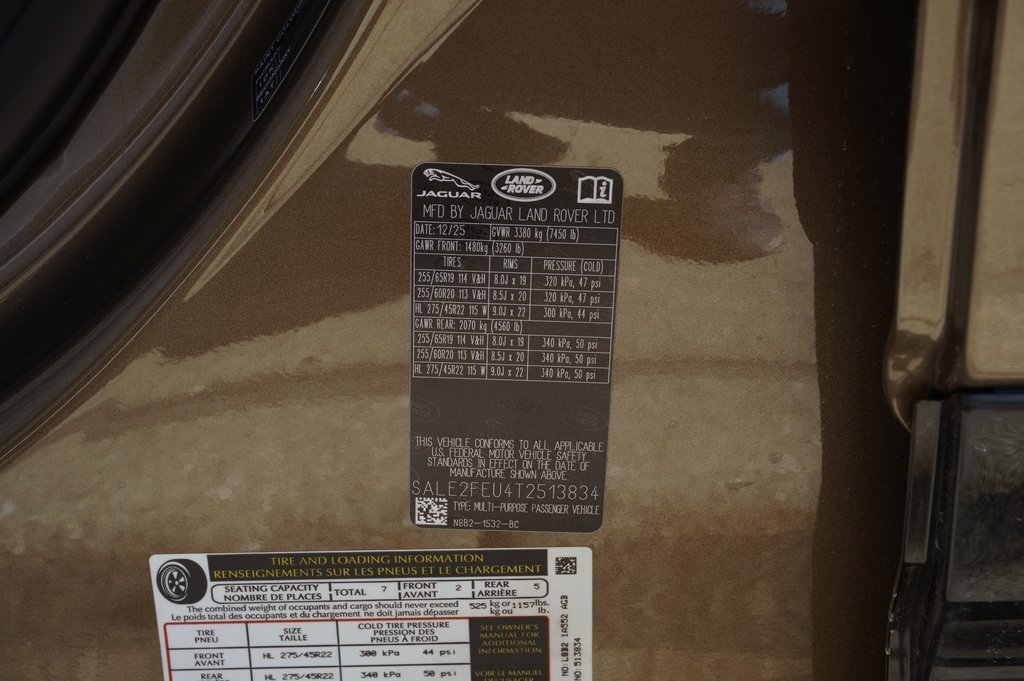 JAGUAR LAND-ROVER i
MFD BY JAGUAR LAND ROVER LTD
DATE: 12/25 GVWR 3380 kg (7450 lb)
GAWR FRONT: 1480kg (3260 lb)
TIRES RIMS PRESSURE (COLD)
255/65R19 114 V&H 8.0J x 19 320 kPa, 47 psi
255/60R20 113 V&H 8.5J x 20 320 kPa, 47 psi
HL 275/45R22 115 W 9.0J x 22 300 kPa, 44 psi
GAWR REAR: 2070 kg (4560 lb)
255/65R19 114 V&H 8.0J x 19 340 kPa, 50 psi
255/60R20 113 V&H 8.5J x 20 340 kPa, 50 psi
HL 275/45R22 115 W 9.0J x 22 340 kPa, 50 psi
THIS VEHICLE CONFORMS TO ALL APPLICABLE
U.S. FEDERAL MOTOR VEHICLE SAFETY
STANDARDS IN EFFECT ON THE DATE OF
MANUFACTURE SHOWN ABOVE.
SALE2FEU4T2513834
TYPE: MULTI-PURPOSE PASSENGER VEHICLE
N8B2-1532-BC
TIRE AND LOADING INFORMATION
RENSEIGNEMENTS SUR LES PNEUS ET LE CHARGEMENT
SEATING CAPACITY
NOMBRE DE PLACES
TOTAL 7
FRONT
AVANT 2
REAR
ARRIÈRE 5
The combined weight of occupants and cargo should never exceed
Le poids total des occupants et du chargement ne doit jamais dépasser
525 kg or 1157 lbs.
kg ou lb.
TIRE
PNEU
SIZE
TAILLE
COLD TIRE PRESSURE
PRESSION DES
PNEUS À FROID
SEE OWNER'S
MANUAL FOR
ADDITIONAL
INFORMATION
FRONT
AVANT
HL 275/45R22 300 kPa 44 psi
REAR
HL 275/45R22 340 kPa 50 psi
VOIR LE MANUEL
NO: L8B2 1A552 AGB
NO: 513834